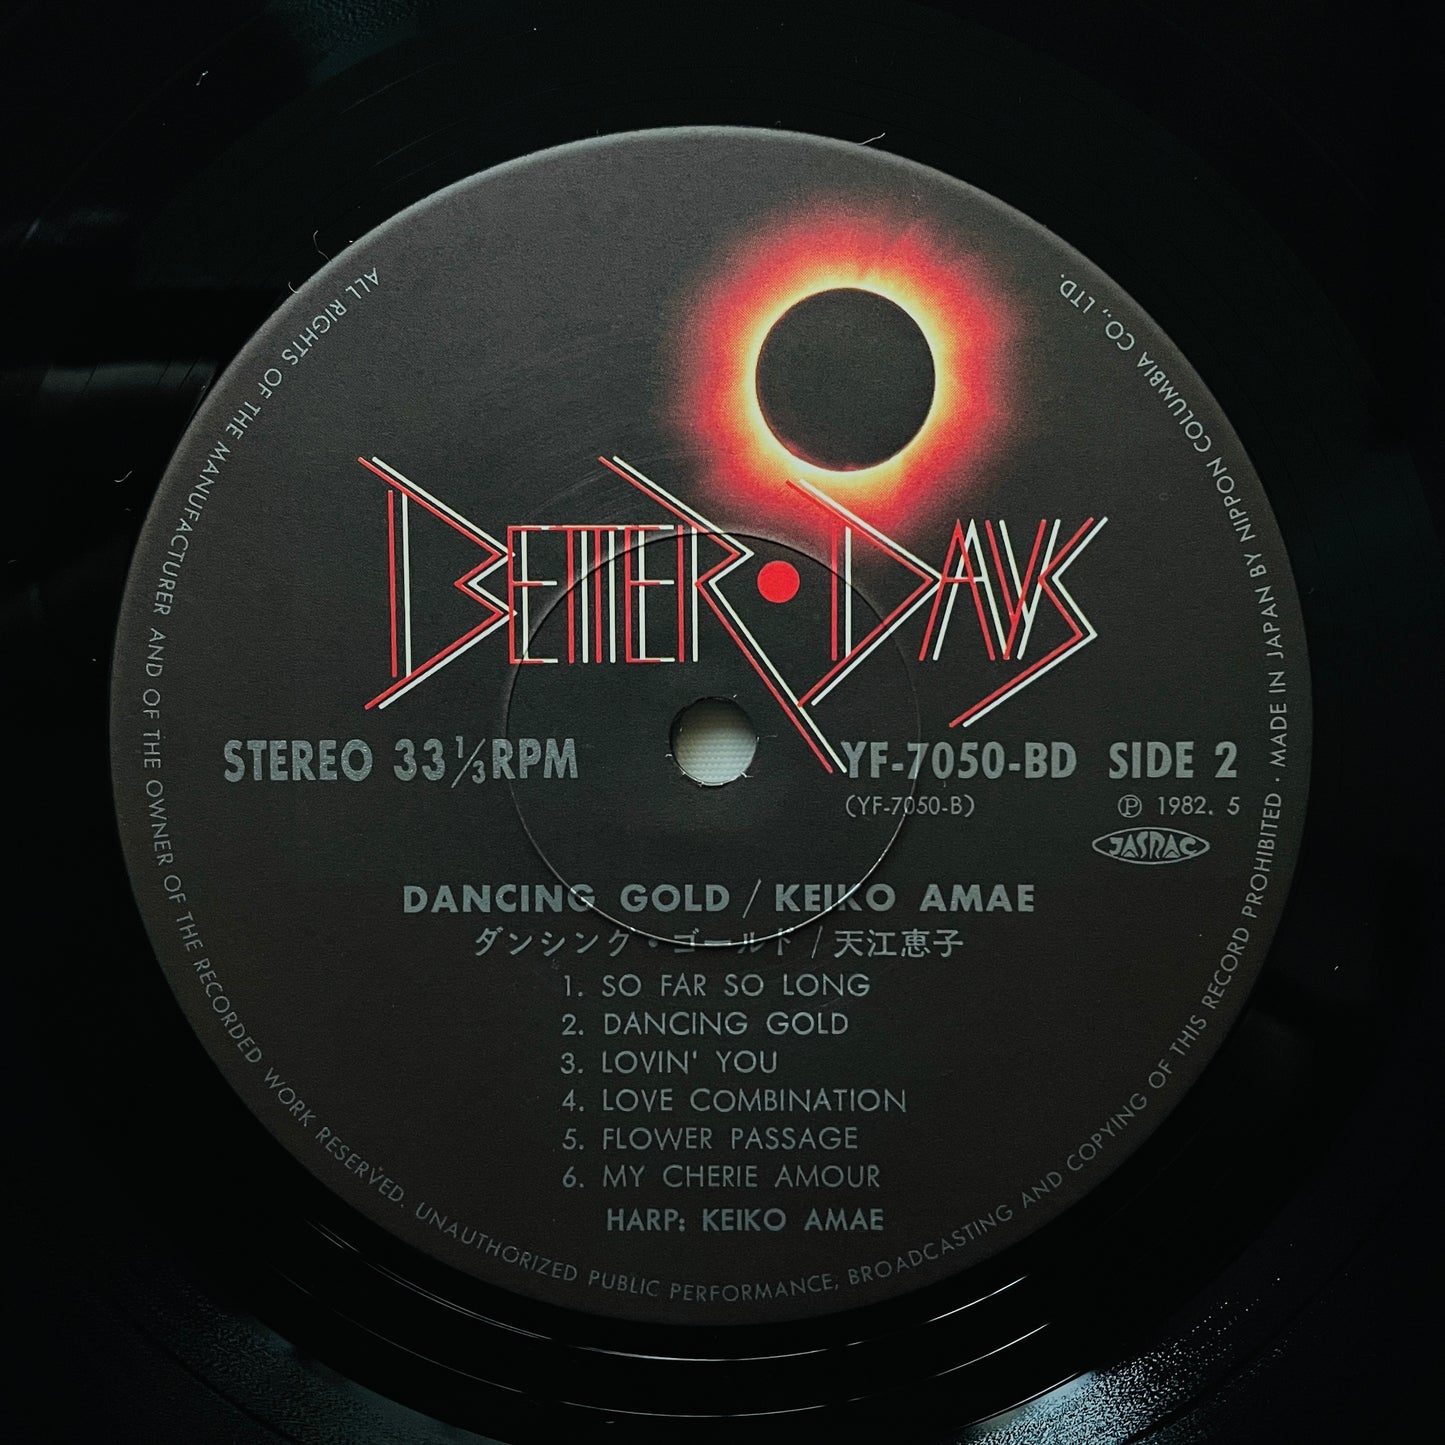 BETTER・DAYS
STEREO 33⅓RPM
YF-7050-BD SIDE 2
(YF-7050-B)
Ⓟ 1982. 5
JASRAC
DANCING GOLD / KEIKO AMAE
ダンシング・ゴールド / 天江恵子
1. SO FAR SO LONG
2. DANCING GOLD
3. LOVIN' YOU
4. LOVE COMBINATION
5. FLOWER PASSAGE
6. MY CHERIE AMOUR
HARP: KEIKO AMAE
ALL RIGHTS OF THE MANUFACTURER AND OF THE OWNER OF THE RECORDED WORK RESERVED. UNAUTHORIZED PUBLIC PERFORMANCE, BROADCASTING AND COPYING OF THIS RECORD PROHIBITED · MADE IN JAPAN BY NIPPON COLUMBIA CO., LTD.